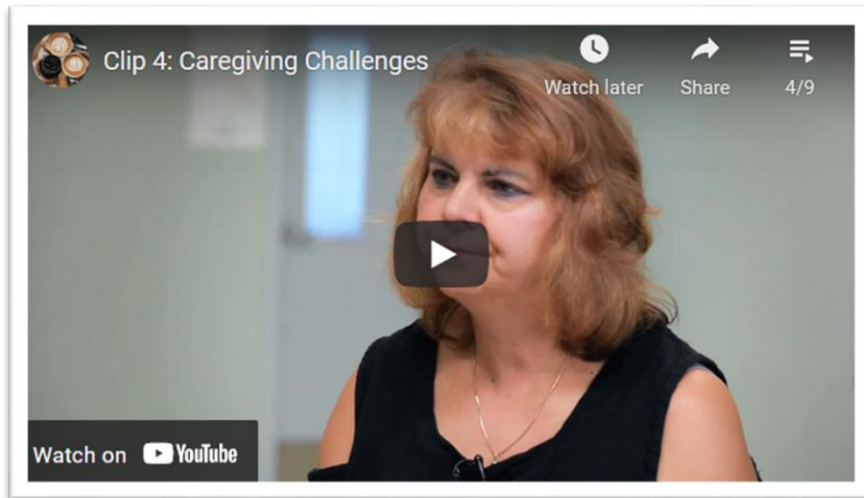 Clip 4: Caregiving Challenges
Watch later
Share
4/9
Watch on YouTube